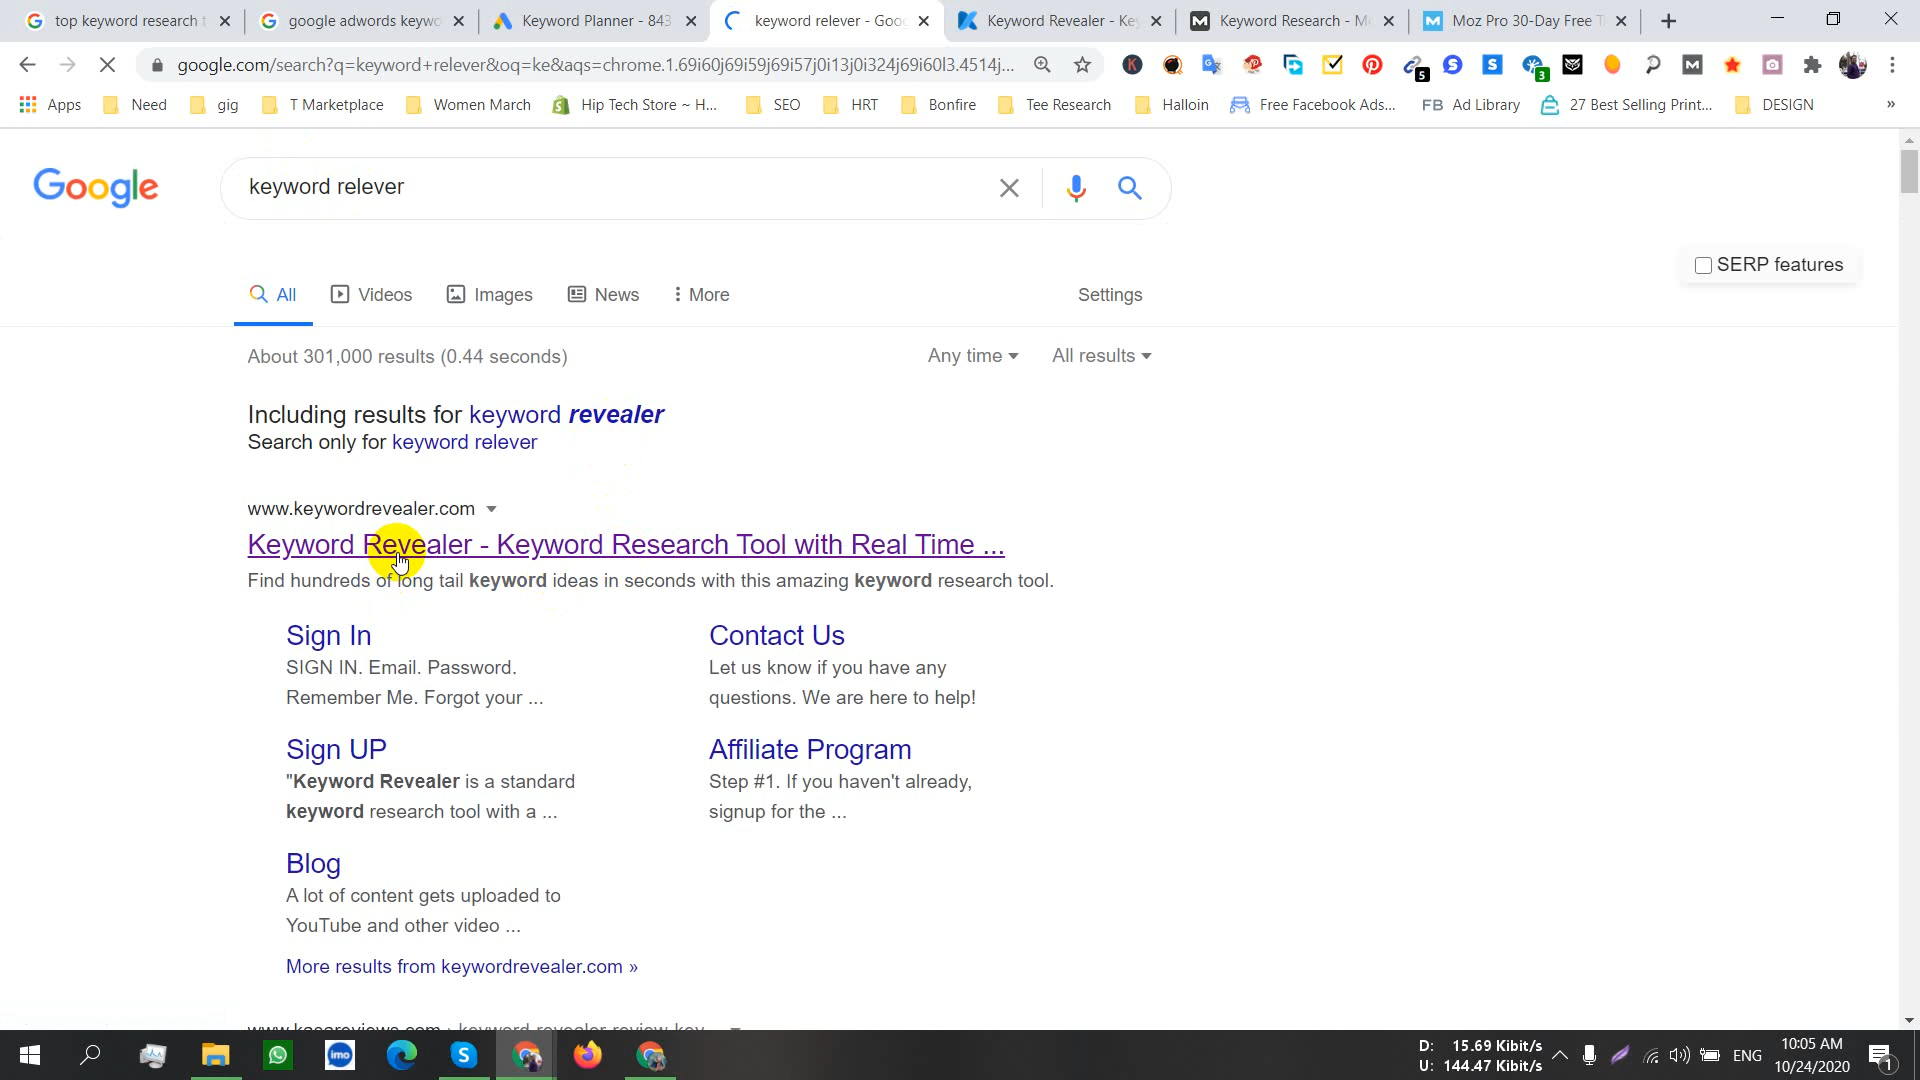 top keyword research t
google adwords keywo
Keyword Planner - 843
keyword relever - Goo
Keyword Revealer - Ke
Keyword Research - M
Moz Pro 30-Day Free T
google.com/search?q=keyword+relever&oq=ke&aqs=chrome.1.69i60j69i59j69i57j0i13j0i324j69i60l3.4514j...
5
3
Apps
Need
gig
T Marketplace
Women March
Hip Tech Store ~ H...
SEO
HRT
Bonfire
Tee Research
Halloin
Free Facebook Ads...
FB Ad Library
27 Best Selling Print...
DESIGN
»
Google
keyword relever
SERP features
All
Videos
Images
News
More
Settings
About 301,000 results (0.44 seconds)
Any time
All results
Including results for keyword revealer
Search only for keyword relever
www.keywordrevealer.com
Keyword Revealer - Keyword Research Tool with Real Time ...
Find hundreds of long tail keyword ideas in seconds with this amazing keyword research tool.
Sign In
SIGN IN. Email. Password.
Remember Me. Forgot your ...
Contact Us
Let us know if you have any
questions. We are here to help!
Sign UP
"Keyword Revealer is a standard
keyword research tool with a ...
Affiliate Program
Step #1. If you haven't already,
signup for the ...
Blog
A lot of content gets uploaded to
YouTube and other video ...
More results from keywordrevealer.com »
imo
D: 15.69 Kibit/s
U: 144.47 Kibit/s
ENG
10:05 AM
10/24/2020
1